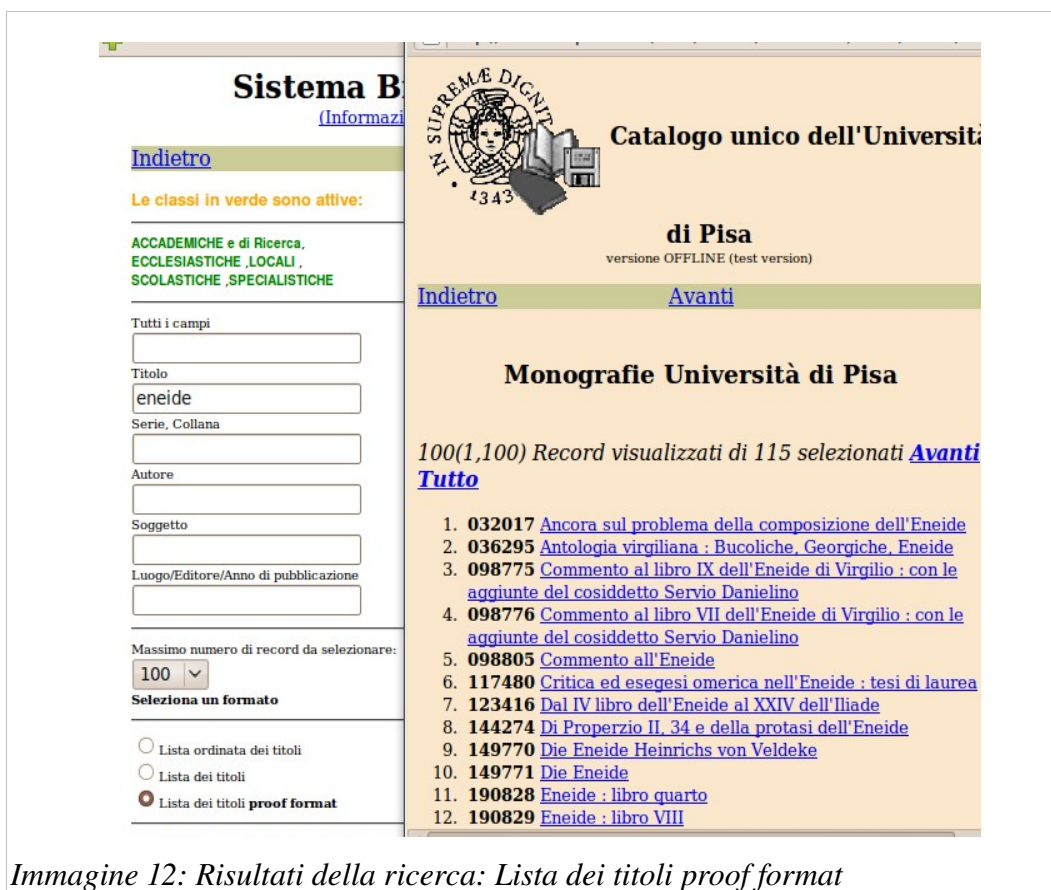 Sistema B
(Informazi
Indietro
Le classi in verde sono attive:
ACCADEMICHE e di Ricerca,
ECCLESIASTICHE ,LOCALI ,
SCOLASTICHE ,SPECIALISTICHE
Tutti i campi
Titolo
eneide
Serie, Collana
Autore
Soggetto
Luogo/Editore/Anno di pubblicazione
Massimo numero di record da selezionare:
100
Seleziona un formato
Lista ordinata dei titoli
Lista dei titoli
Lista dei titoli proof format
IN SUPREMÆ DIGNIT
1343
Catalogo unico dell'Università
di Pisa
versione OFFLINE (test version)
Indietro Avanti
Monografie Università di Pisa
100(1,100) Record visualizzati di 115 selezionati Avanti
Tutto
1. 032017 Ancora sul problema della composizione dell'Eneide
2. 036295 Antologia virgiliana : Bucoliche, Georgiche, Eneide
3. 098775 Commento al libro IX dell'Eneide di Virgilio : con le
aggiunte del cosiddetto Servio Danielino
4. 098776 Commento al libro VII dell'Eneide di Virgilio : con le
aggiunte del cosiddetto Servio Danielino
5. 098805 Commento all'Eneide
6. 117480 Critica ed esegesi omerica nell'Eneide : tesi di laurea
7. 123416 Dal IV libro dell'Eneide al XXIV dell'Iliade
8. 144274 Di Properzio II, 34 e della protasi dell'Eneide
9. 149770 Die Eneide Heinrichs von Veldeke
10. 149771 Die Eneide
11. 190828 Eneide : libro quarto
12. 190829 Eneide : libro VIII
Immagine 12: Risultati della ricerca: Lista dei titoli proof format